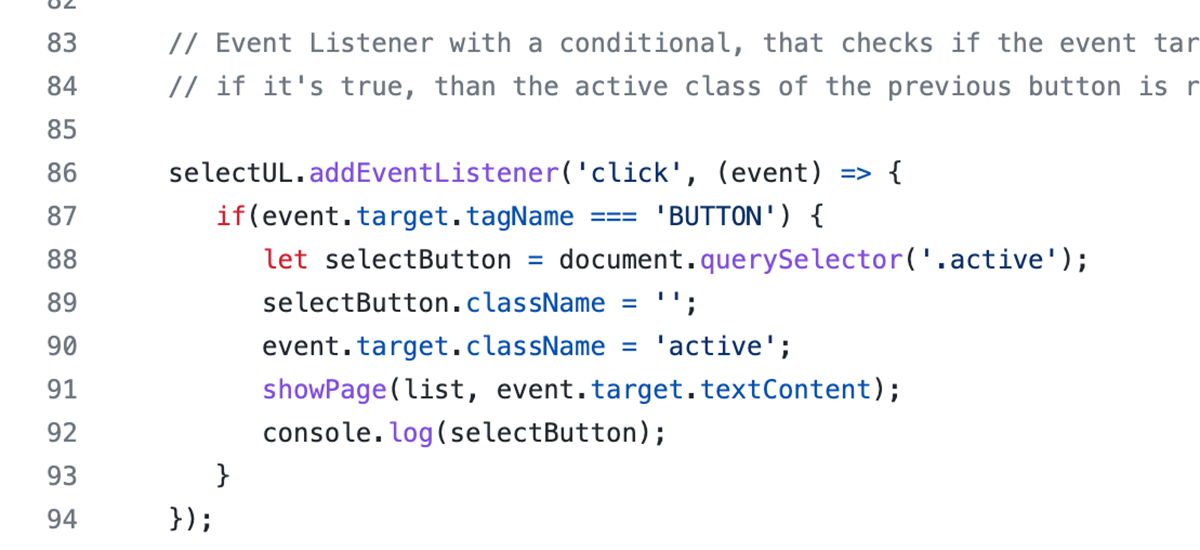 83 // Event Listener with a conditional, that checks if the event tar
84 // if it's true, than the active class of the previous button is r
85
86 selectUL.addEventListener('click', (event) => {
87 if(event.target.tagName === 'BUTTON') {
88 let selectButton = document.querySelector('.active');
89 selectButton.className = '';
90 event.target.className = 'active';
91 showPage(list, event.target.textContent);
92 console.log(selectButton);
93 }
94 });